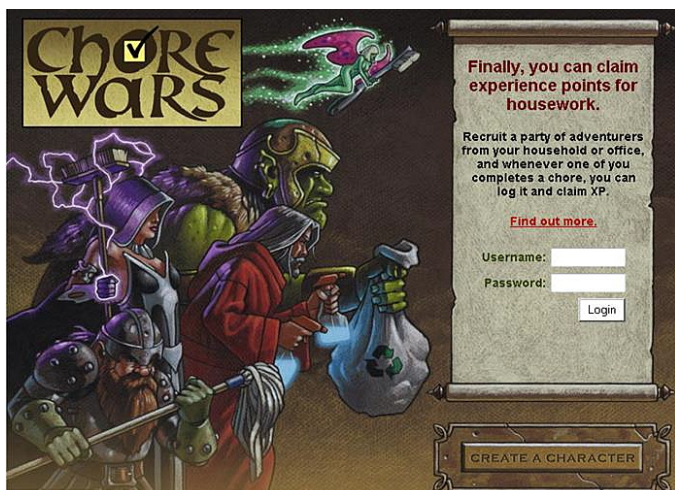 CHORE
WARS
Finally, you can claim
experience points for
housework.
Recruit a party of adventurers
from your household or office,
and whenever one of you
completes a chore, you can
log it and claim XP.
Find out more.
Username:
Password:
Login
CREATE A CHARACTER